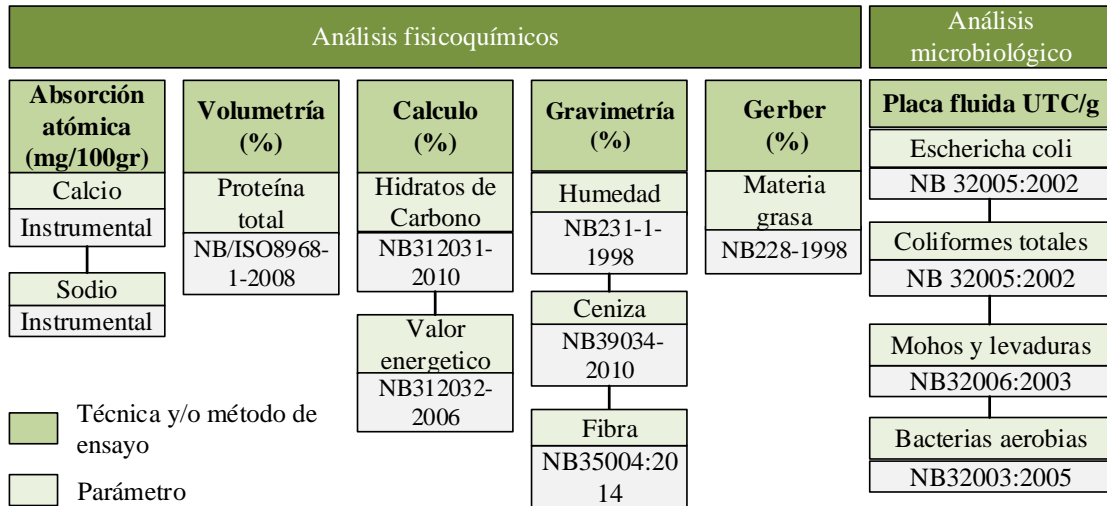 Análisis fisicoquímicos
Análisis
microbiológico
Absorción
atómica
(mg/100gr)
Calcio
Instrumental
Sodio
Instrumental
Volumetría
(%)
Proteína
total
NB/ISO8968-
1-2008
Calculo
(%)
Hidratos de
Carbono
NB312031-
2010
Valor
energetico
NB312032-
2006
Gravimetría
(%)
Humedad
NB231-1-
1998
Ceniza
NB39034-
2010
Fibra
NB35004:20
14
Gerber
(%)
Materia
grasa
NB228-1998
Placa fluida UTC/g
Eschericha coli
NB 32005:2002
Coliformes totales
NB 32005:2002
Mohos y levaduras
NB32006:2003
Bacterias aerobias
NB32003:2005
Técnica y/o método de
ensayo
Parámetro